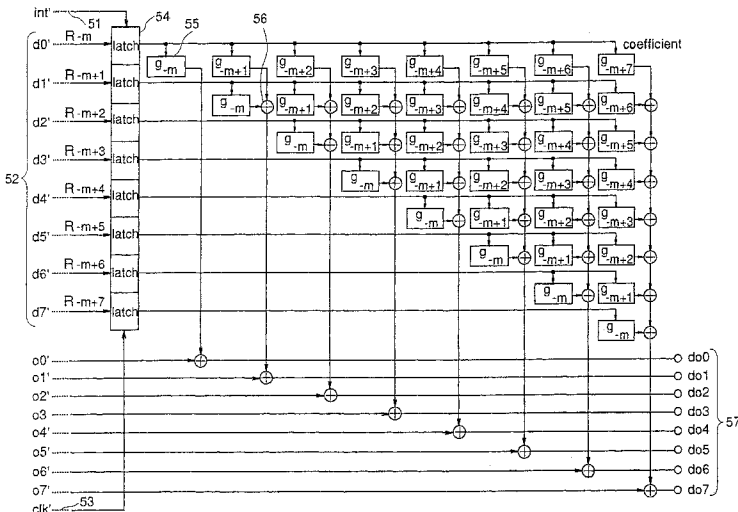 int'
51
54
55
56
52
d0' R-m latch
coefficient
g-m g-m+1 g-m+2 g-m+3 g-m+4 g-m+5 g-m+6 g-m+7
d1' R-m+1 latch
g-m g-m+1 g-m+2 g-m+3 g-m+4 g-m+5 g-m+6
d2' R-m+2 latch
g-m g-m+1 g-m+2 g-m+3 g-m+4 g-m+5
d3' R-m+3 latch
g-m g-m+1 g-m+2 g-m+3 g-m+4
d4' R-m+4 latch
g-m g-m+1 g-m+2 g-m+3
d5' R-m+5 latch
g-m g-m+1 g-m+2
d6' R-m+6 latch
g-m g-m+1
d7' R-m+7 latch
g-m
o0' do0
o1' do1
o2' do2
o3 do3
57
o4' do4
o5' do5
o6' do6
o7' do7
clk' 53